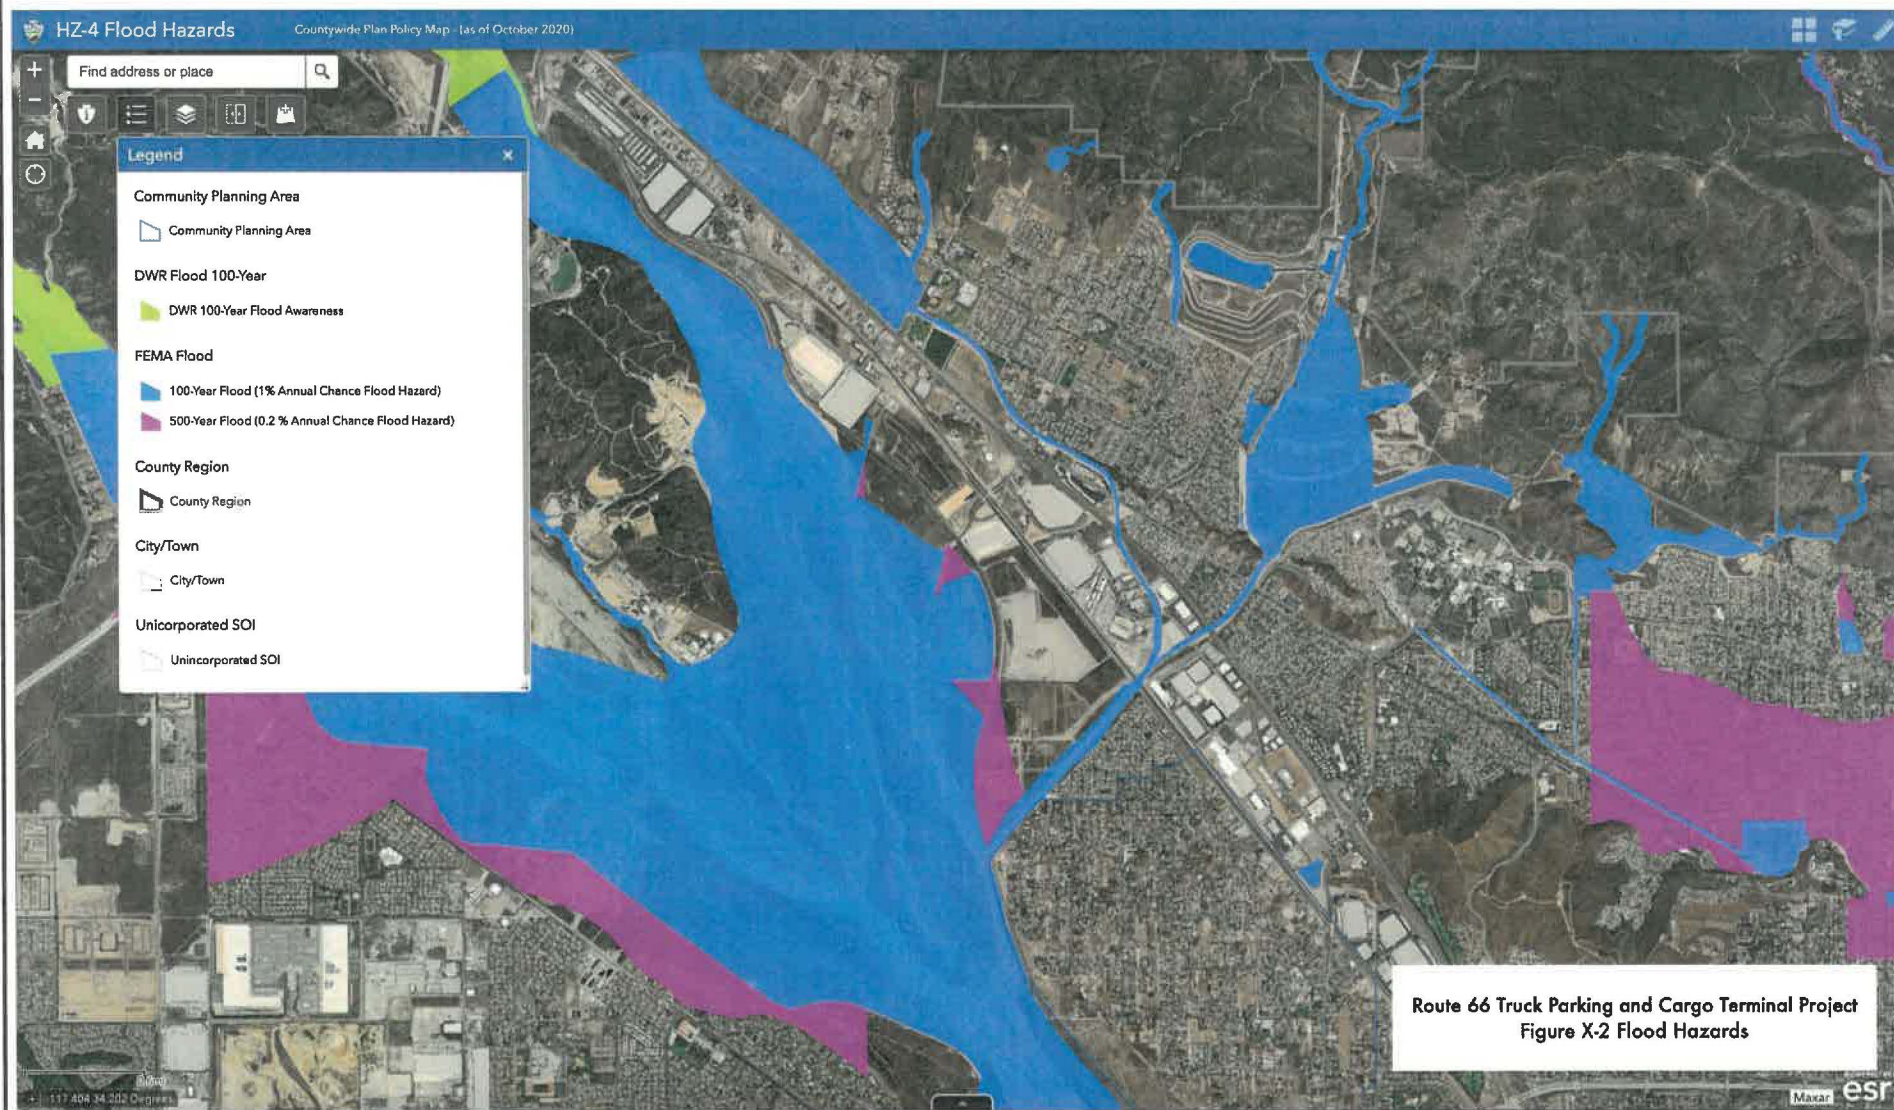 HZ-4 Flood Hazards
Countywide Plan Policy Map - (as of October 2020)
Find address or place
Legend
Community Planning Area
Community Planning Area
DWR Flood 100-Year
DWR 100-Year Flood Awareness
FEMA Flood
100-Year Flood (1% Annual Chance Flood Hazard)
500-Year Flood (0.2 % Annual Chance Flood Hazard)
County Region
County Region
City/Town
City/Town
Unicorporated SOI
Unincorporated SOI
Route 66 Truck Parking and Cargo Terminal Project
Figure X-2 Flood Hazards
Degrees
Maxar
esr